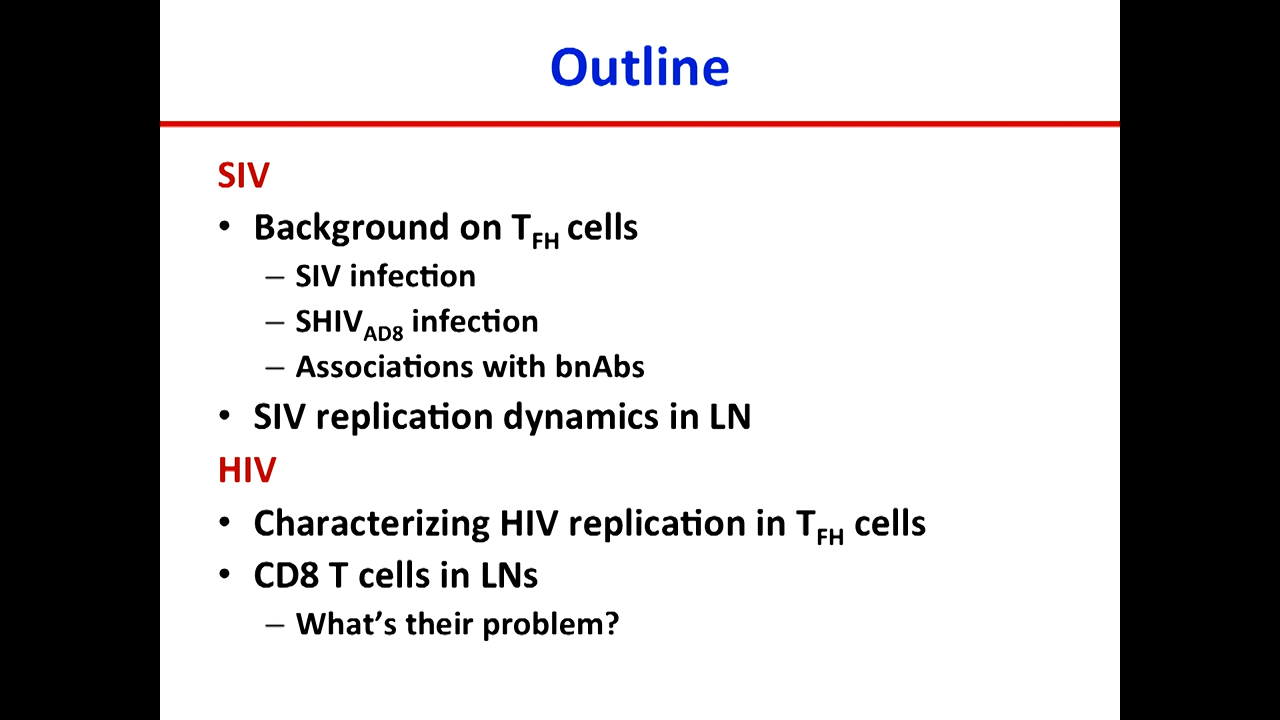 Outline
SIV
• Background on TFH cells
– SIV infection
– SHIVAD8 infection
– Associations with bnAbs
• SIV replication dynamics in LN
HIV
• Characterizing HIV replication in TFH cells
• CD8 T cells in LNs
– What’s their problem?